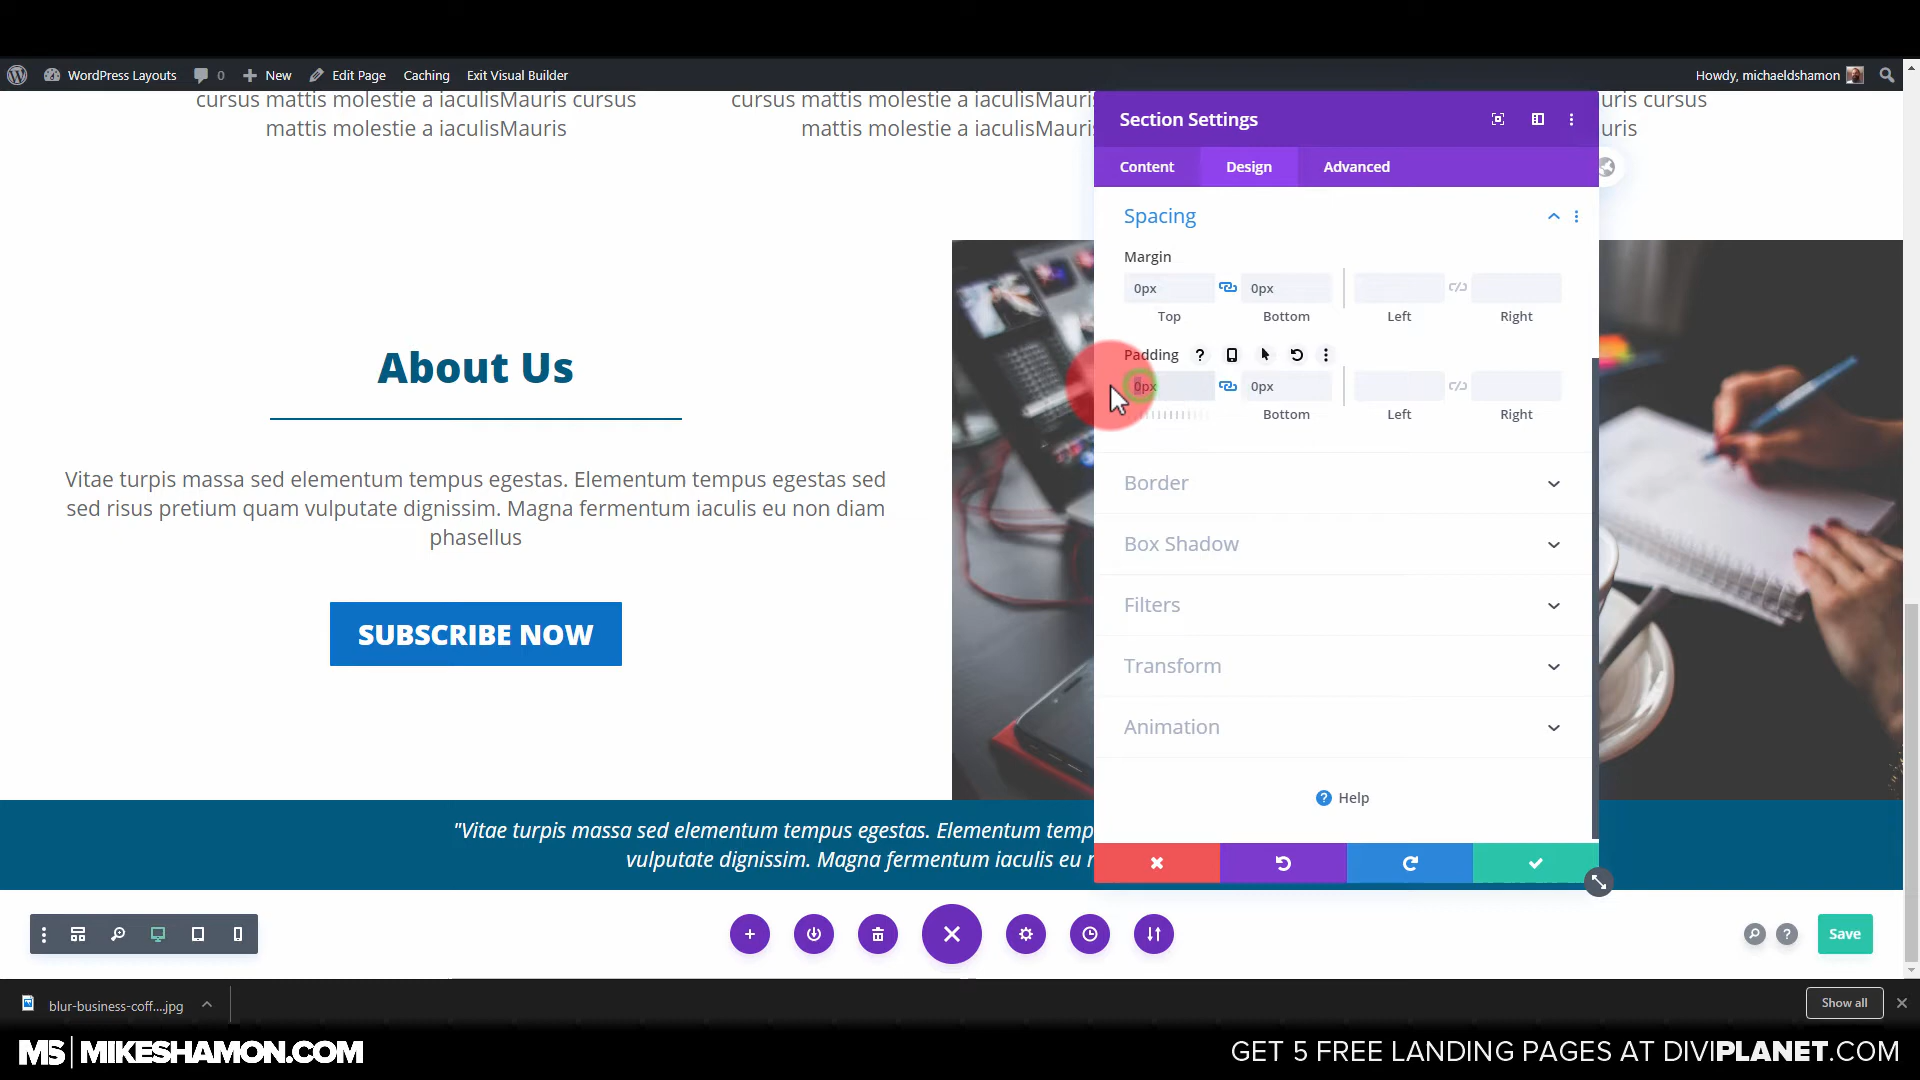 WordPress Layouts 0 New Edit Page Caching Exit Visual Builder Howdy, michaeldshamon
cursus mattis molestie a iaculisMauris cursus
mattis molestie a iaculisMauris
cursus mattis molestie a iaculisMauris
mattis molestie a iaculisMauris
uris cursus
uris
About Us
Vitae turpis massa sed elementum tempus egestas. Elementum tempus egestas sed
sed risus pretium quam vulputate dignissim. Magna fermentum iaculis eu non diam
phasellus
SUBSCRIBE NOW
Section Settings
Content Design Advanced
Spacing
Margin
0px 0px
Top Bottom Left Right
Padding ?
0px 0px
Bottom Left Right
Border
Box Shadow
Filters
Transform
Animation
? Help
"Vitae turpis massa sed elementum tempus egestas. Elementum temp
vulputate dignissim. Magna fermentum iaculis eu
? Save
blur-business-coff....jpg Show all
MS MIKESHAMON.COM GET 5 FREE LANDING PAGES AT DIVIPLANET.COM